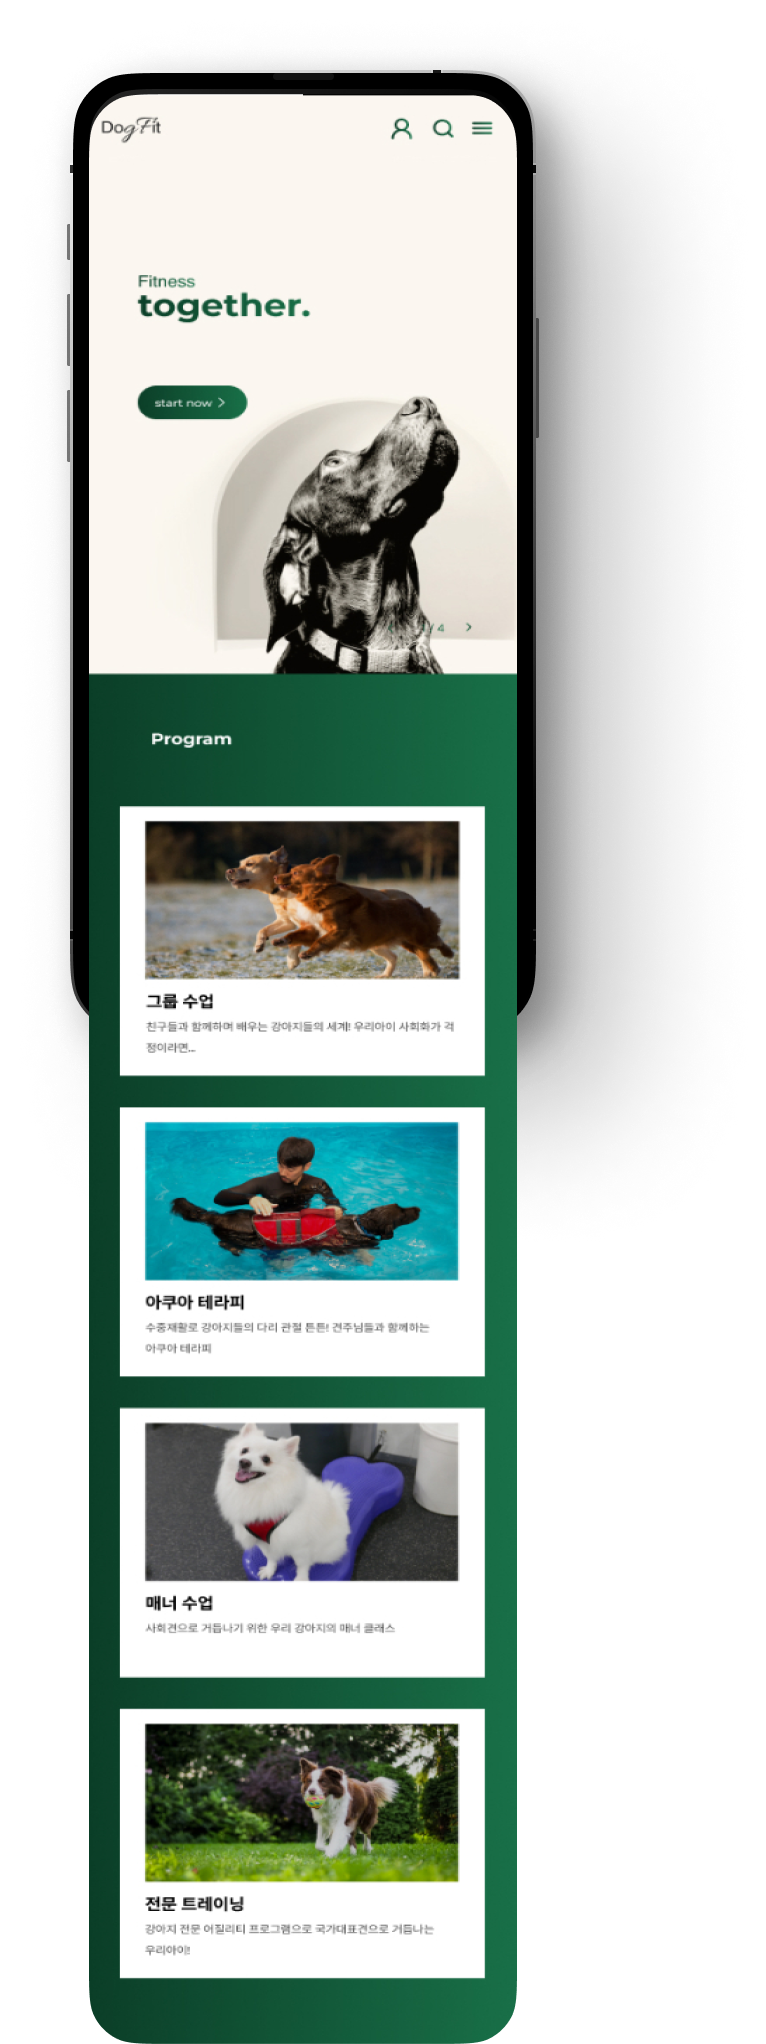 DogFit
Fitness
together.
start now >
/ 4 >
Program
그룹 수업
친구들과 함께하며 배우는 강아지들의 세계! 우리아이 사회화가 걱
정이라면...
아쿠아 테라피
수중재활로 강아지들의 다리 관절 튼튼! 견주님들과 함께하는
아쿠아 테라피
매너 수업
사회견으로 거듭나기 위한 우리 강아지의 매너 클래스
전문 트레이닝
강아지 전문 어질리티 프로그램으로 국가대표견으로 거듭나는
우리아이!